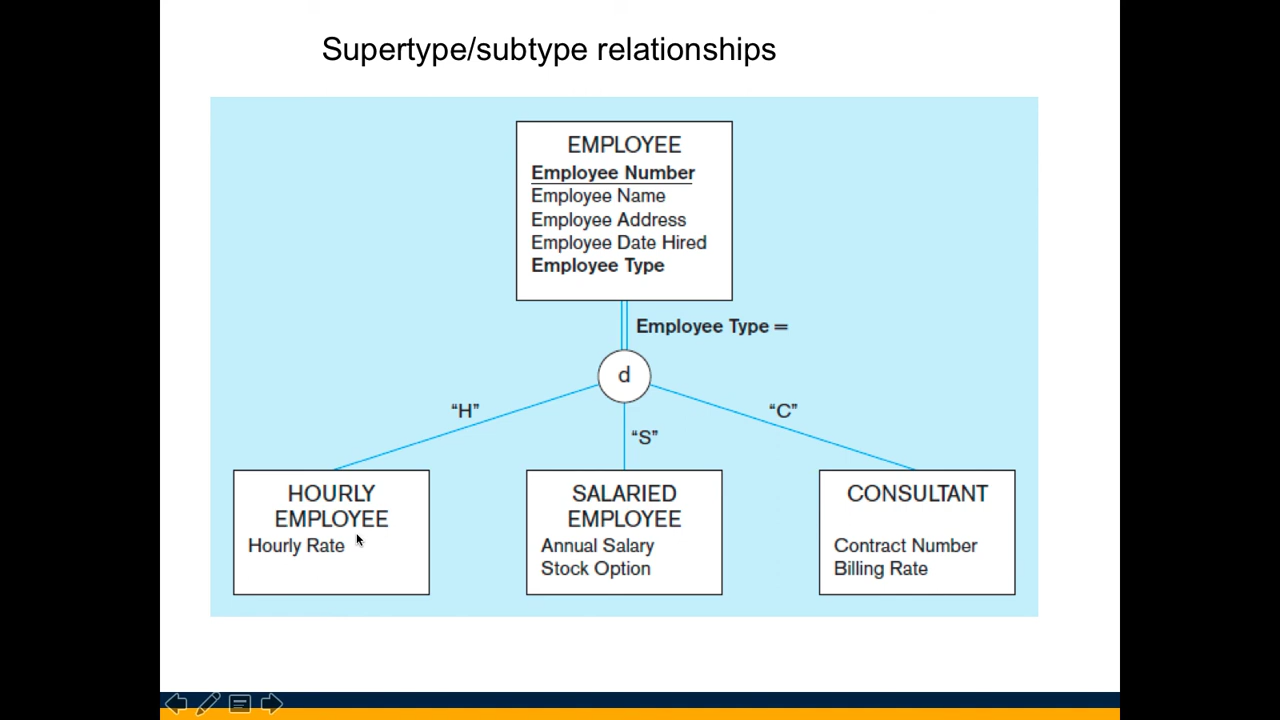 Supertype/subtype relationships
EMPLOYEE
Employee Number
Employee Name
Employee Address
Employee Date Hired
Employee Type
Employee Type =
d
“H”
“S”
“C”
HOURLY
EMPLOYEE
Hourly Rate
SALARIED
EMPLOYEE
Annual Salary
Stock Option
CONSULTANT
Contract Number
Billing Rate